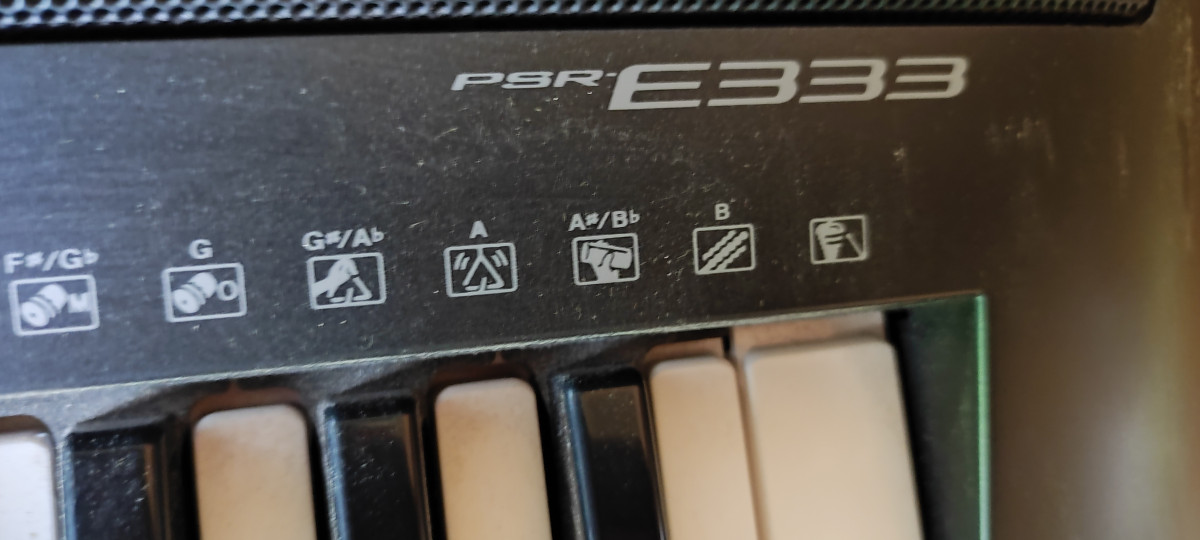 PSR-E333
F♯/G♭
G
G♯/A♭
A
A♯/B♭
B
M
O